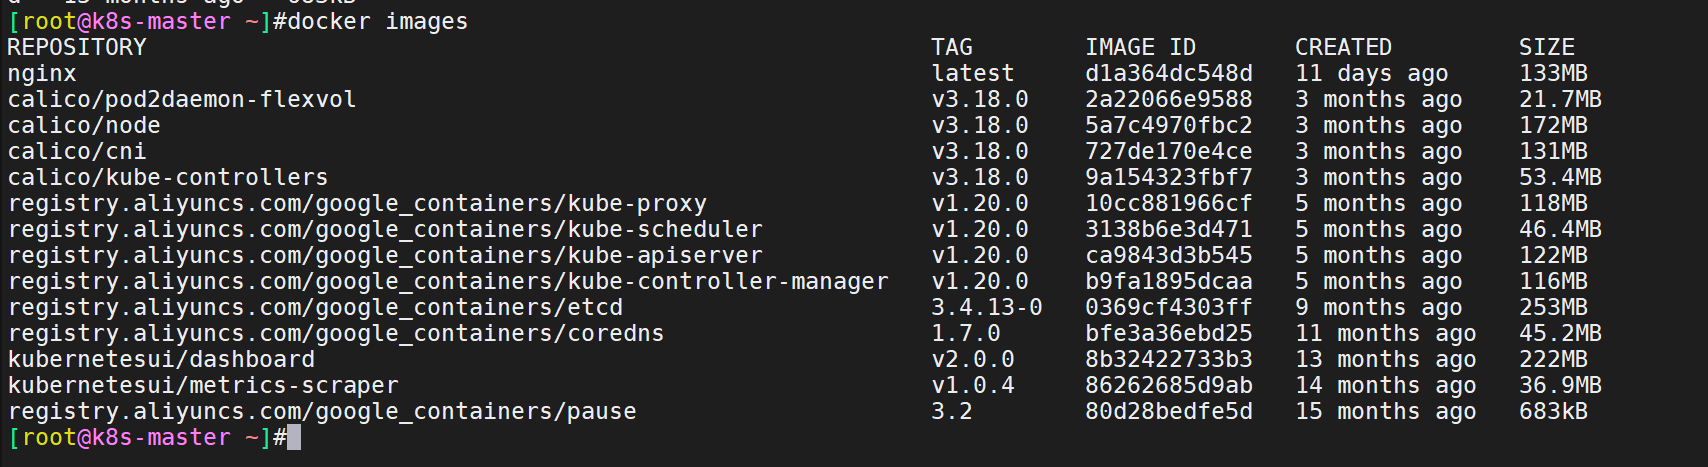 [root@k8s-master ~]#docker images
REPOSITORY TAG IMAGE ID CREATED SIZE
nginx latest d1a364dc548d 11 days ago 133MB
calico/pod2daemon-flexvol v3.18.0 2a22066e9588 3 months ago 21.7MB
calico/node v3.18.0 5a7c4970fbc2 3 months ago 172MB
calico/cni v3.18.0 727de170e4ce 3 months ago 131MB
calico/kube-controllers v3.18.0 9a154323fbf7 3 months ago 53.4MB
registry.aliyuncs.com/google_containers/kube-proxy v1.20.0 10cc881966cf 5 months ago 118MB
registry.aliyuncs.com/google_containers/kube-scheduler v1.20.0 3138b6e3d471 5 months ago 46.4MB
registry.aliyuncs.com/google_containers/kube-apiserver v1.20.0 ca9843d3b545 5 months ago 122MB
registry.aliyuncs.com/google_containers/kube-controller-manager v1.20.0 b9fa1895dcaa 5 months ago 116MB
registry.aliyuncs.com/google_containers/etcd 3.4.13-0 0369cf4303ff 9 months ago 253MB
registry.aliyuncs.com/google_containers/coredns 1.7.0 bfe3a36ebd25 11 months ago 45.2MB
kubernetesui/dashboard v2.0.0 8b32422733b3 13 months ago 222MB
kubernetesui/metrics-scraper v1.0.4 86262685d9ab 14 months ago 36.9MB
registry.aliyuncs.com/google_containers/pause 3.2 80d28bedfe5d 15 months ago 683kB
[root@k8s-master ~]#